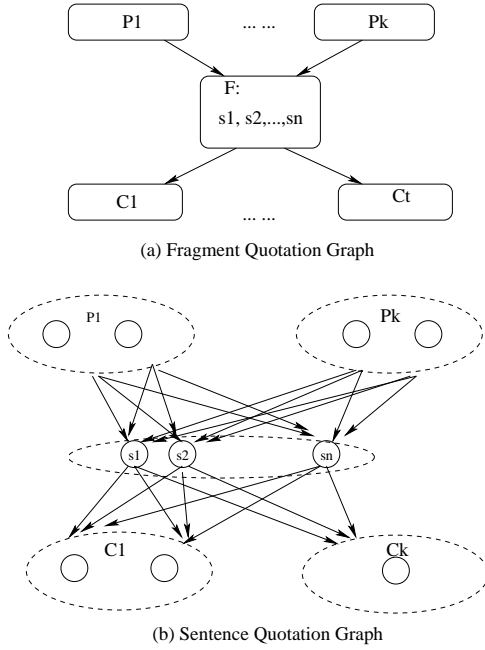 P1 ... ... Pk
F:
s1, s2,...,sn
C1 ... ... Ct
(a) Fragment Quotation Graph
P1 Pk
s1 s2 sn
C1 Ck
(b) Sentence Quotation Graph